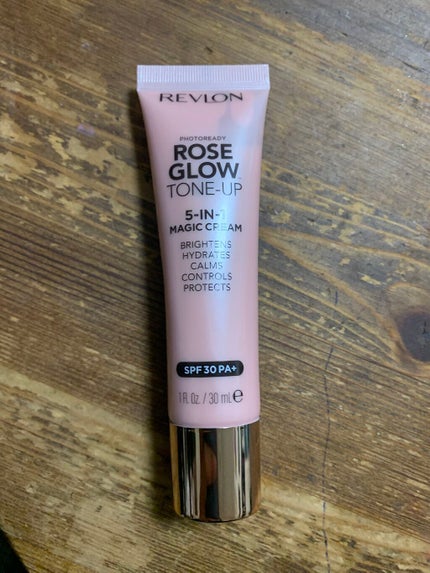 REVLON
PHOTOREADY
ROSE
GLOW™
TONE-UP
5-IN-1
MAGIC CREAM
BRIGHTENS
HYDRATES
CALMS
CONTROLS
PROTECTS
SPF 30 PA+
1 Fl. Oz. / 30 mL℮